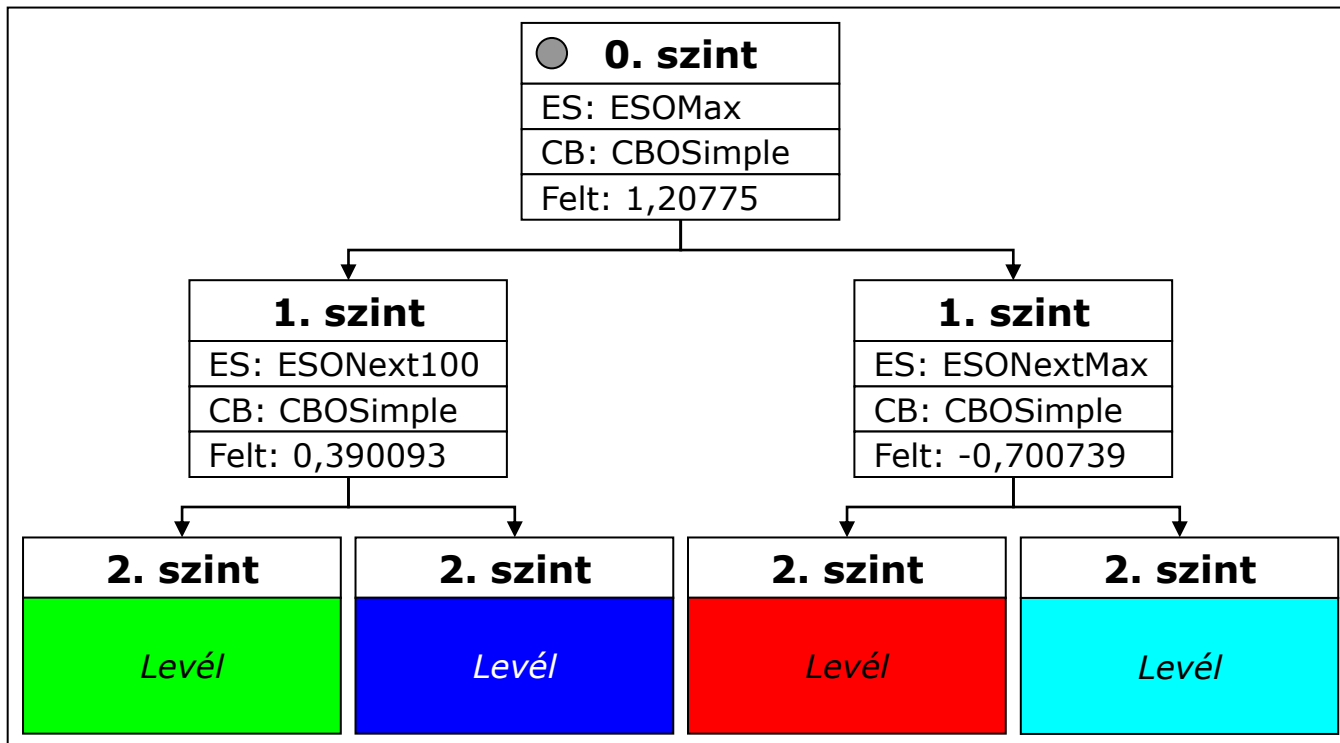 0. szint
ES: ESOMax
CB: CBOSimple
Felt: 1,20775
1. szint
ES: ESONext100
CB: CBOSimple
Felt: 0,390093
1. szint
ES: ESONextMax
CB: CBOSimple
Felt: -0,700739
2. szint
Levél
2. szint
Levél
2. szint
Levél
2. szint
Levél